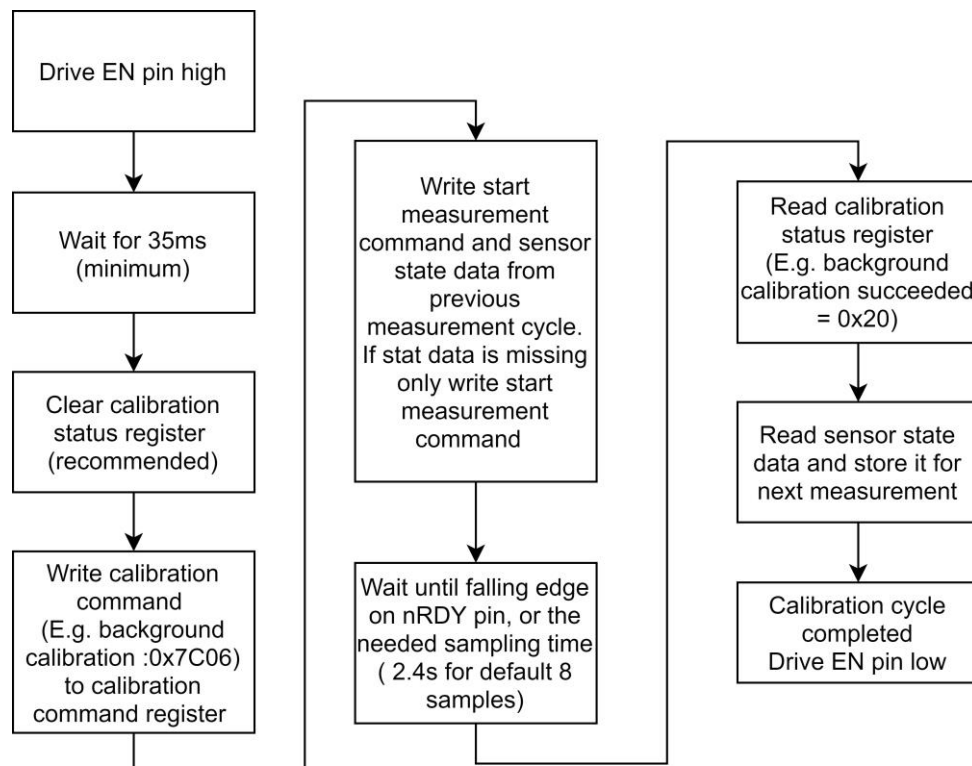 Drive EN pin high
Wait for 35ms
(minimum)
Clear calibration
status register
(recommended)
Write calibration
command
(E.g. background
calibration :0x7C06)
to calibration
command register
Write start
measurement
command and sensor
state data from
previous
measurement cycle.
If stat data is missing
only write start
measurement
command
Wait until falling edge
on nRDY pin, or the
needed sampling time
( 2.4s for default 8
samples)
Read calibration
status register
(E.g. background
calibration succeeded
= 0x20)
Read sensor state
data and store it for
next measurement
Calibration cycle
completed
Drive EN pin low